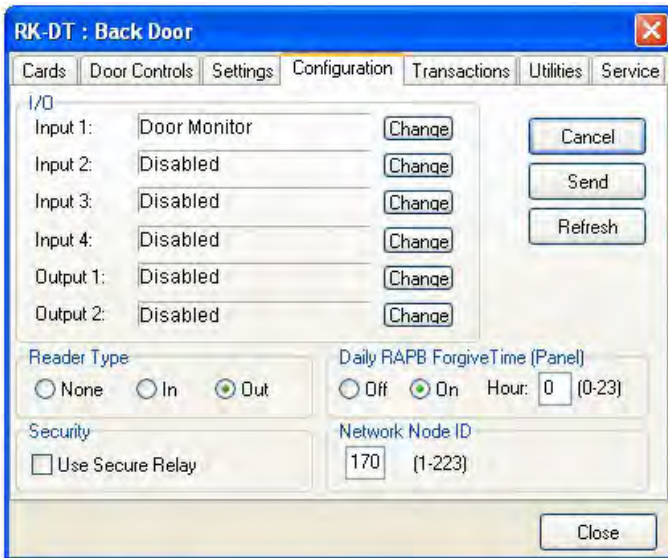 RK-DT : Back Door
Cards Door Controls Settings Configuration Transactions Utilities Service
I/O
Input 1: Door Monitor Change
Input 2: Disabled Change
Input 3: Disabled Change
Input 4: Disabled Change
Output 1: Disabled Change
Output 2: Disabled Change
Cancel
Send
Refresh
Reader Type
None In Out
Daily RAPB ForgiveTime (Panel)
Off On Hour: 0 (0-23)
Security
Use Secure Relay
Network Node ID
170 (1-223)
Close